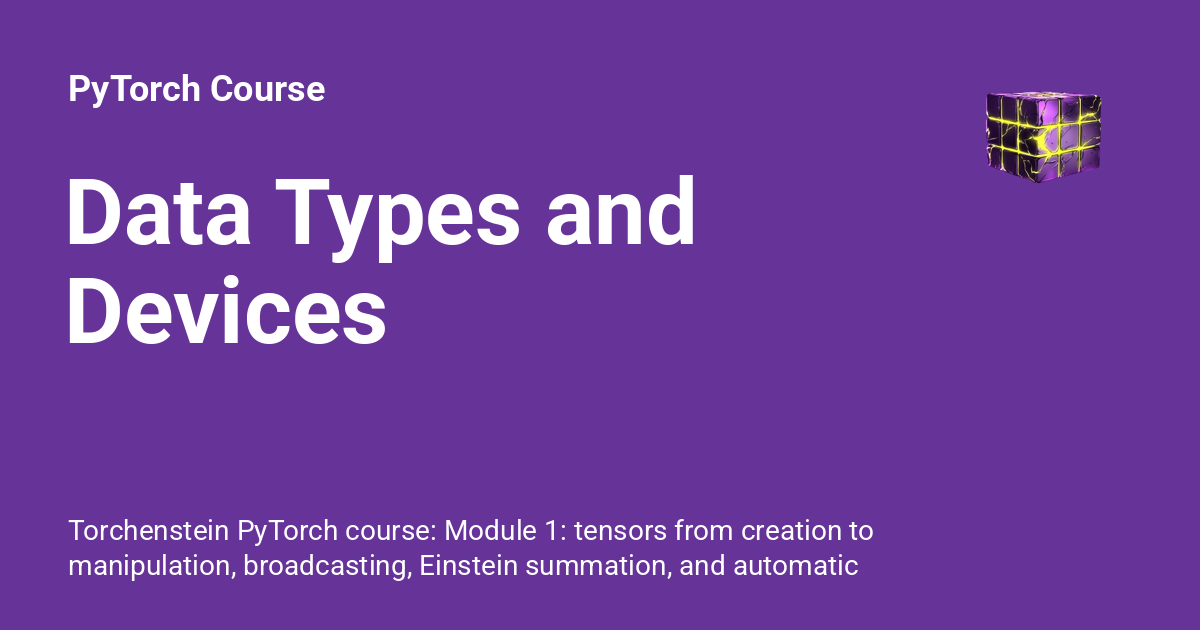 PyTorch Course
Data Types and
Devices
Torchenstein PyTorch course: Module 1: tensors from creation to
manipulation, broadcasting, Einstein summation, and automatic